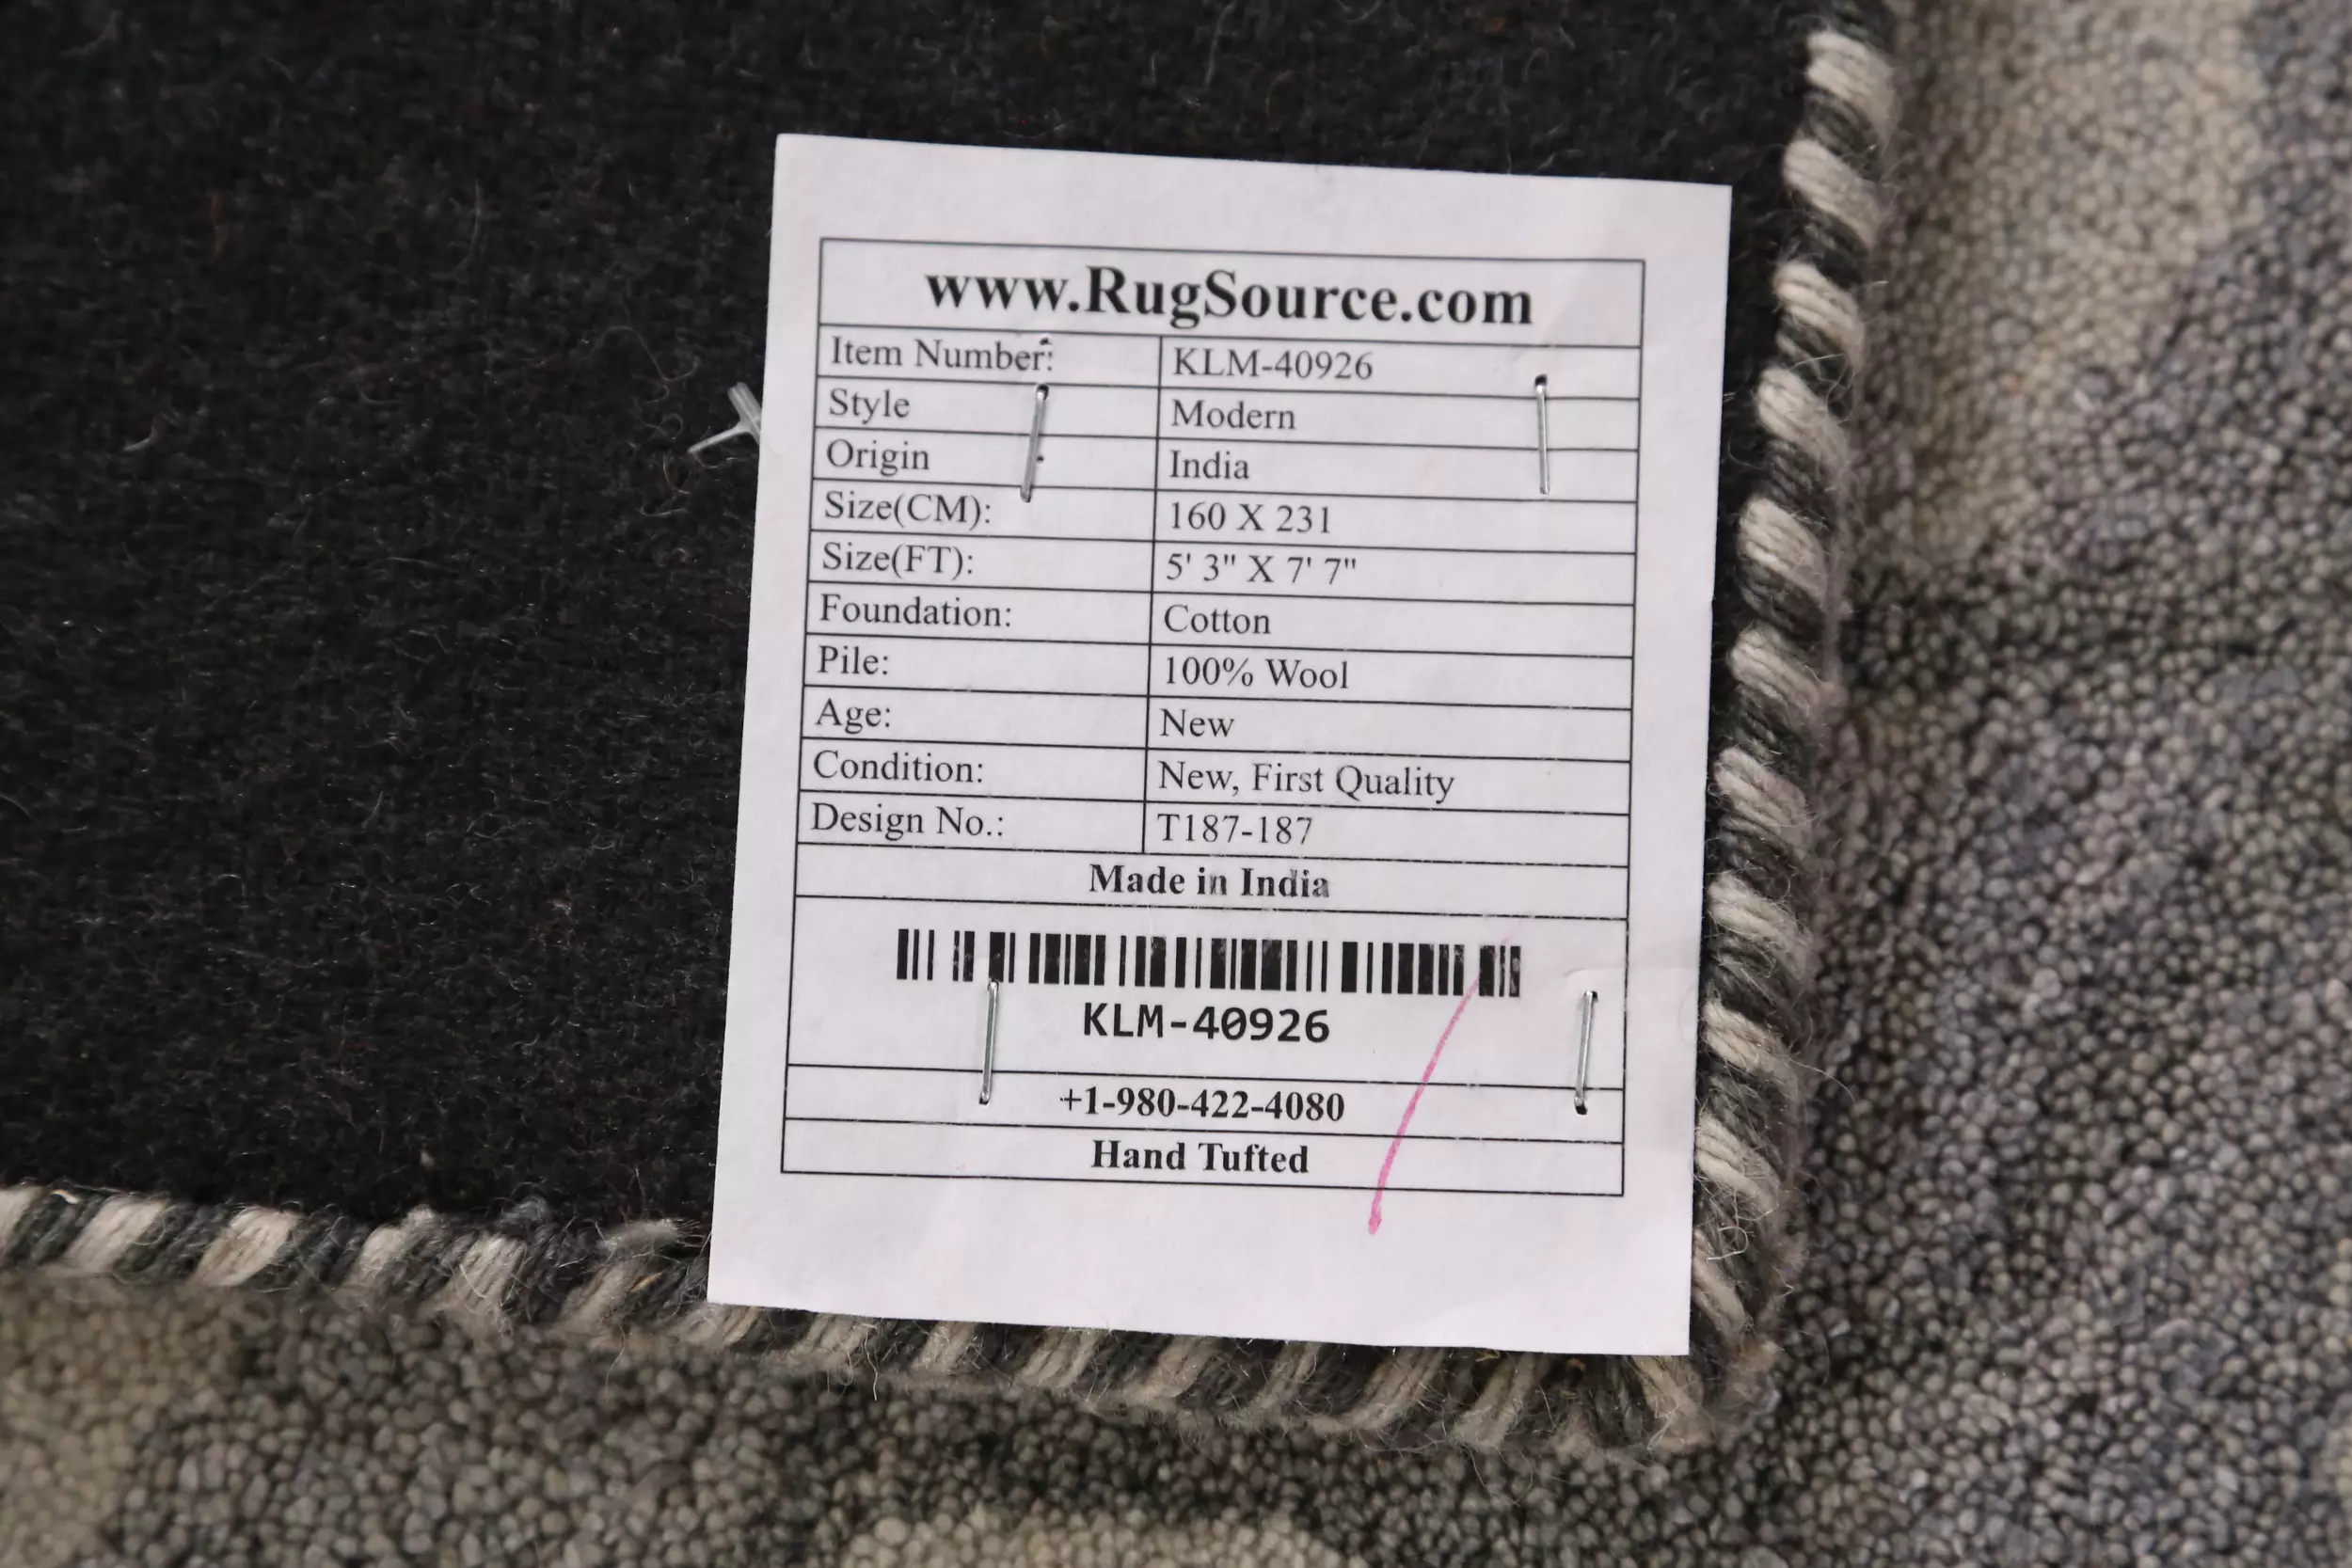 www.RugSource.com
Item Number: KLM-40926
Style Modern
Origin India
Size(CM): 160 X 231
Size(FT): 5' 3" X 7' 7"
Foundation: Cotton
Pile: 100% Wool
Age: New
Condition: New, First Quality
Design No.: T187-187
Made in India
KLM-40926
+1-980-422-4080
Hand Tufted